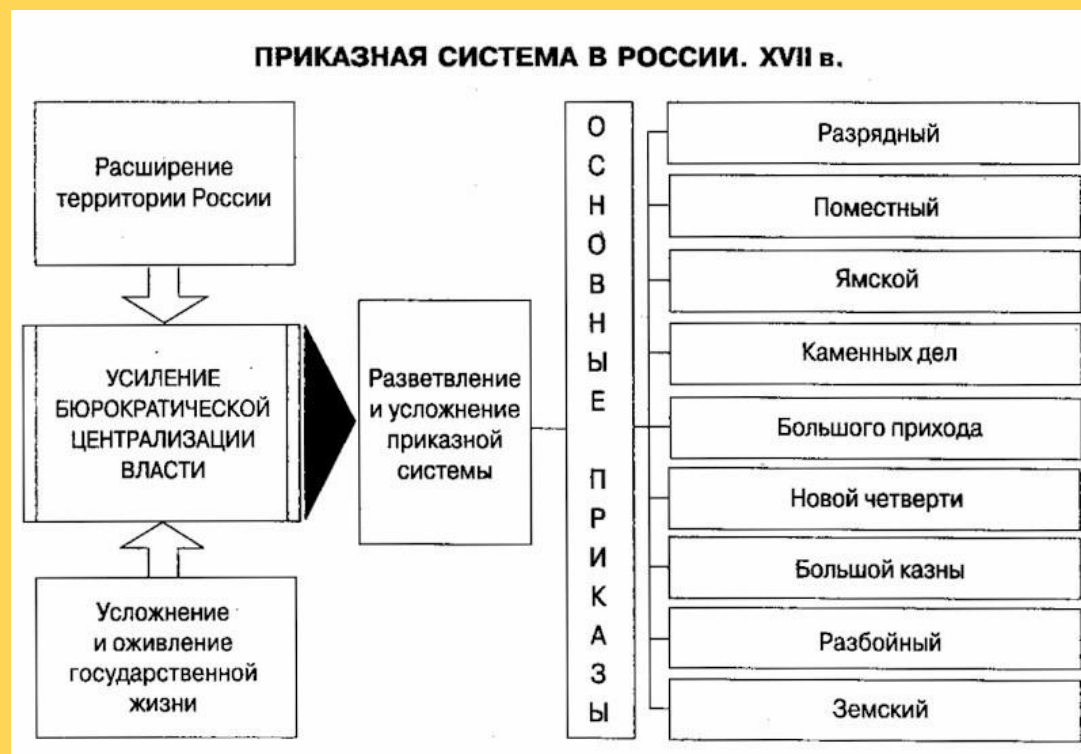 ПРИКАЗНАЯ СИСТЕМА В РОССИИ. XVII в.
Расширение
территории России
УСИЛЕНИЕ
БЮРОКРАТИЧЕСКОЙ
ЦЕНТРАЛИЗАЦИИ
ВЛАСТИ
Усложнение
и оживление
государственной
жизни
Разветвление
и усложнение
приказной
системы
ОСНОВНЫЕ ПРИКАЗЫ
Разрядный
Поместный
Ямской
Каменных дел
Большого прихода
Новой четверти
Большой казны
Разбойный
Земский